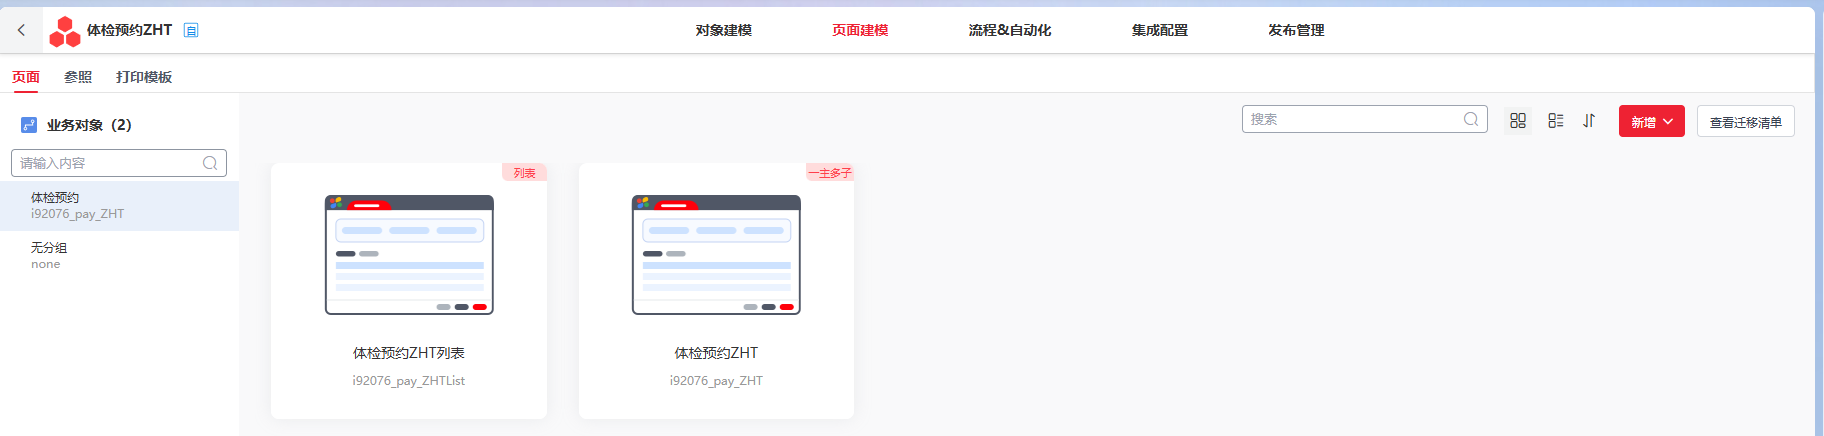 体检预约ZHT 自
对象建模 页面建模 流程&自动化 集成配置 发布管理
页面 参照 打印模板
业务对象（2）
请输入内容
体检预约
i92076_pay_ZHT
无分组
none
搜索
新增
查看迁移清单
列表
体检预约ZHT列表
i92076_pay_ZHTList
一主多子
体检预约ZHT
i92076_pay_ZHT